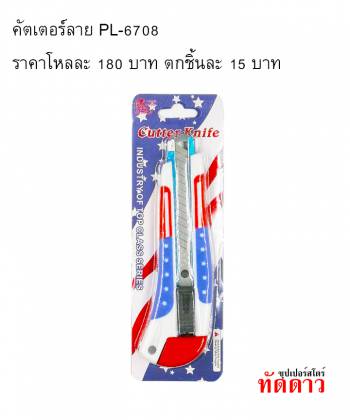 คัตเตอร์ลาย PL-6708
ราคาโหลละ 180 บาท ตกชิ้นละ 15 บาท
Cutter Knife
INDUSTRY OF TOP GLASS SERIES
ซุปเปอร์สโตร์
ทัดดาว